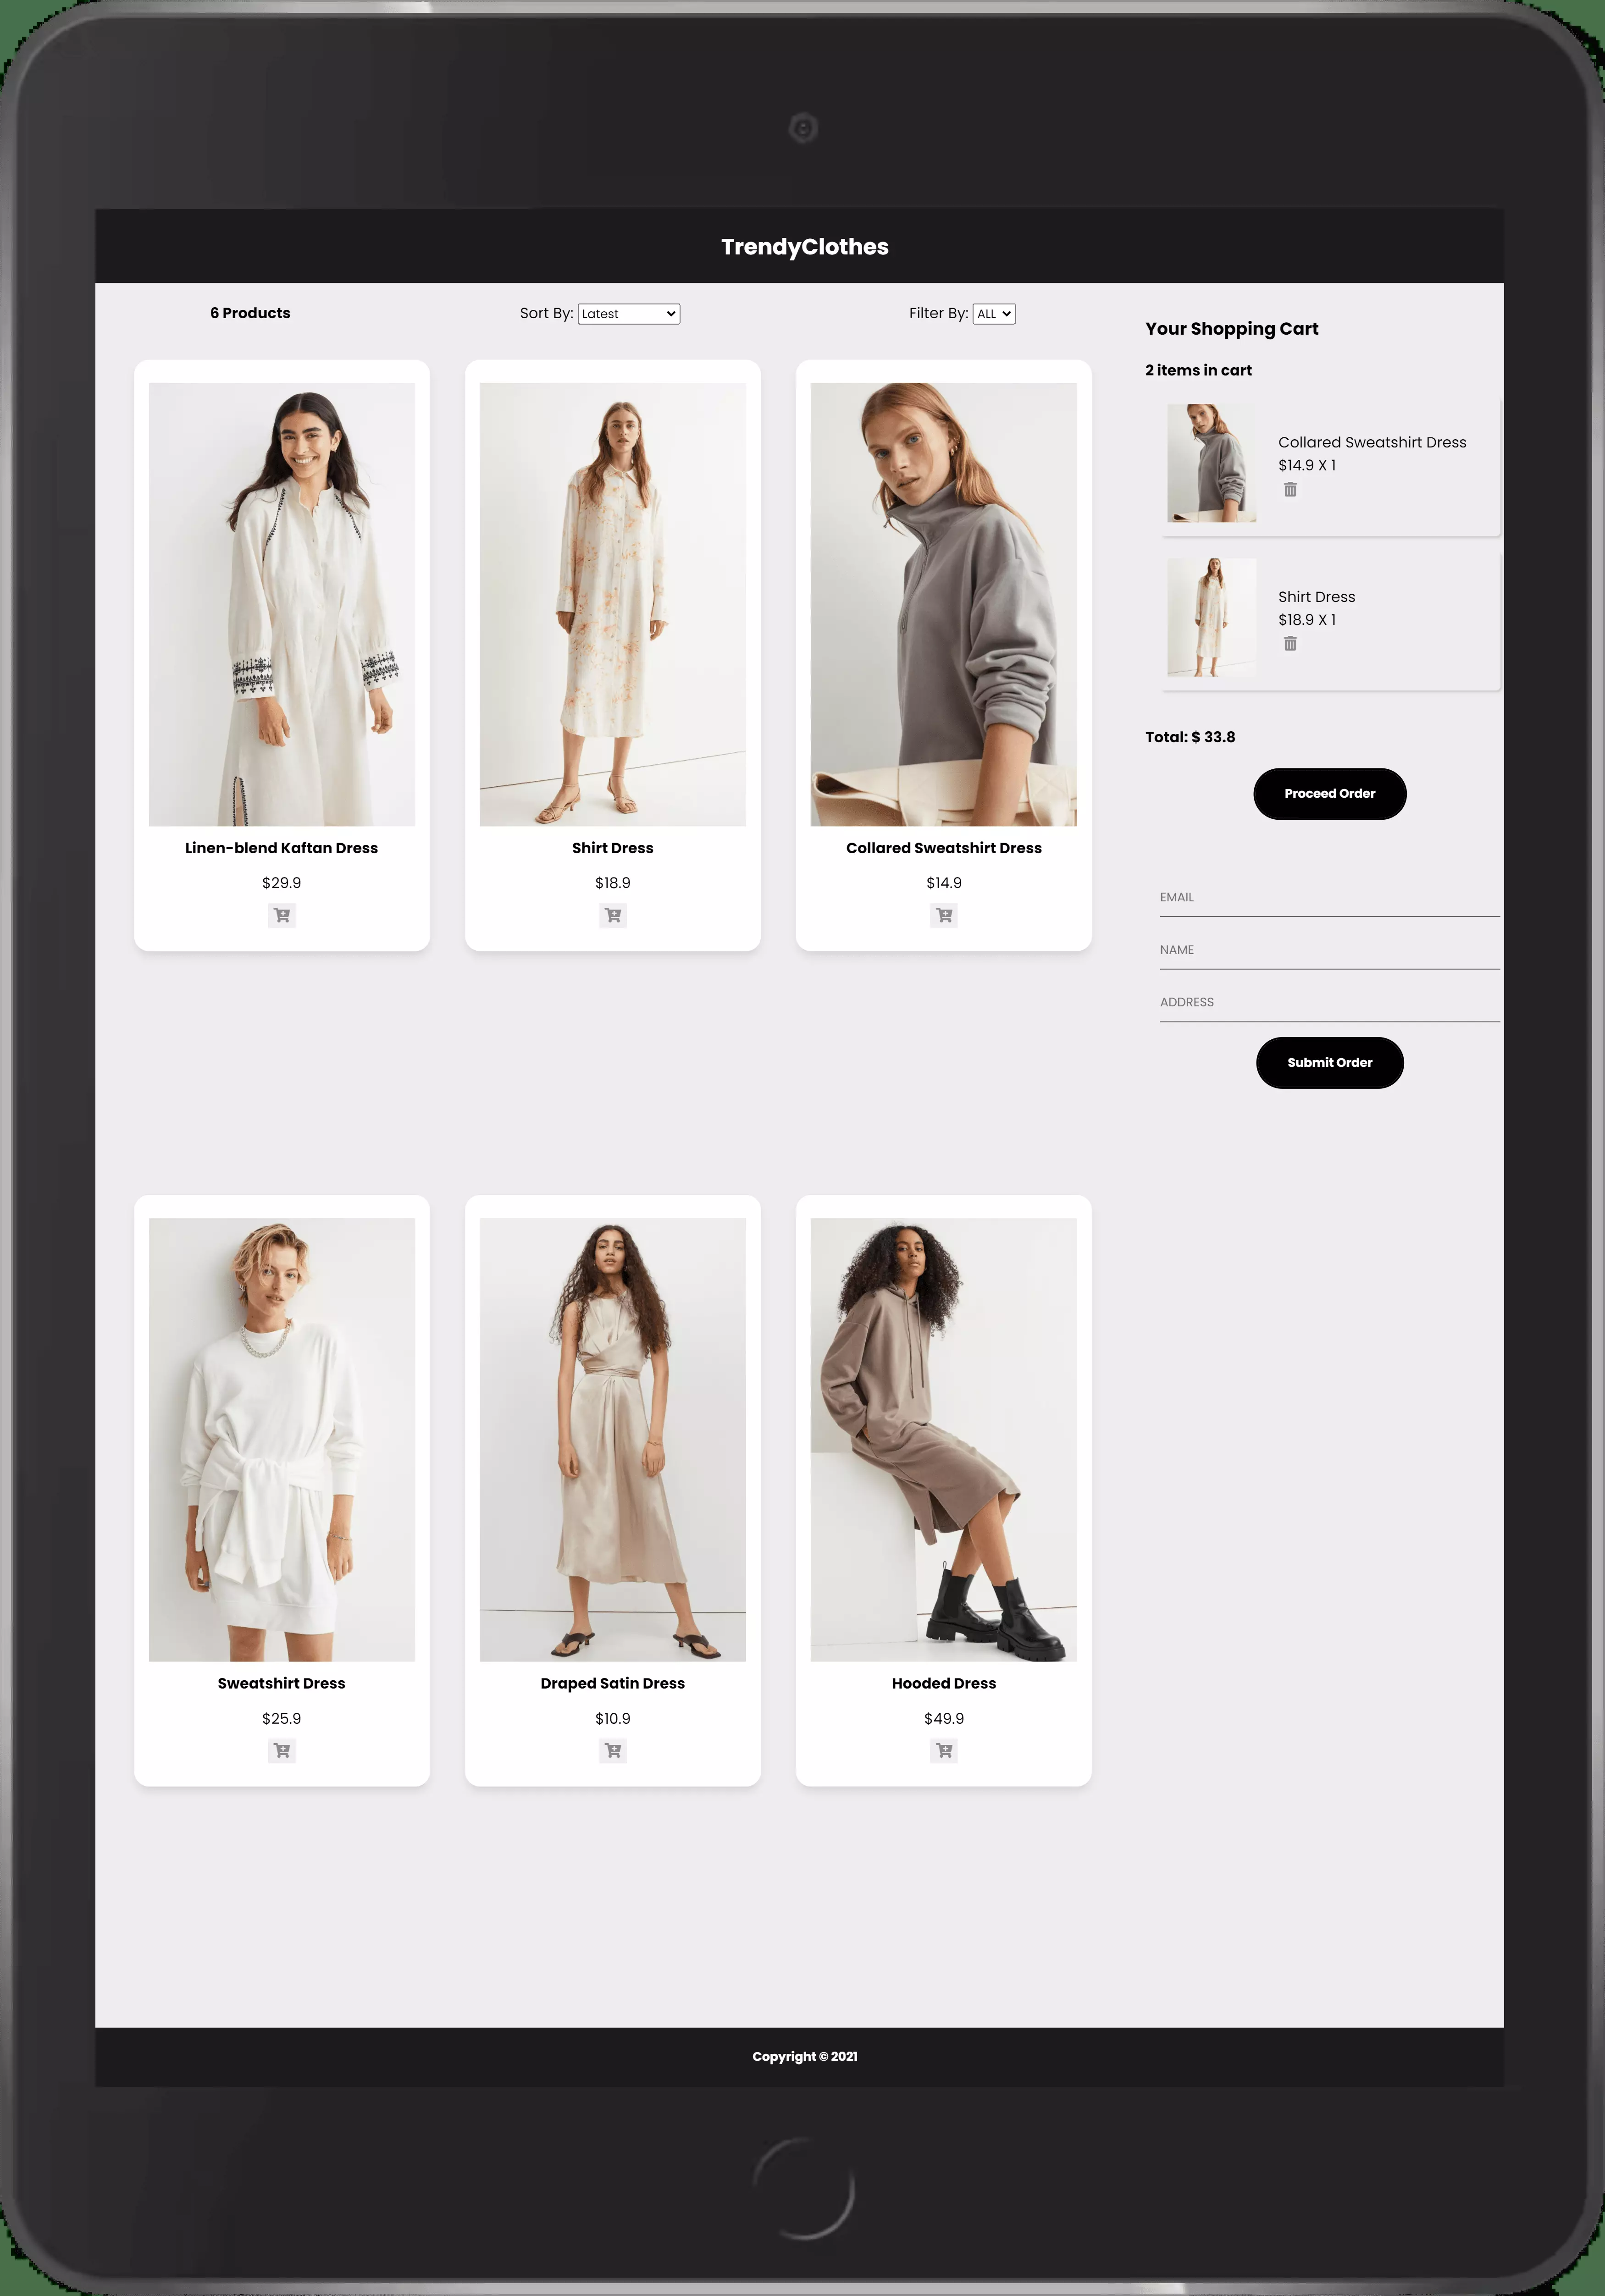 TrendyClothes
6 Products
Sort By: Latest
Filter By: ALL
Linen-blend Kaftan Dress
$29.9
Shirt Dress
$18.9
Collared Sweatshirt Dress
$14.9
Sweatshirt Dress
$25.9
Draped Satin Dress
$10.9
Hooded Dress
$49.9
Your Shopping Cart
2 items in cart
Collared Sweatshirt Dress
$14.9 X 1
Shirt Dress
$18.9 X 1
Total: $ 33.8
Proceed Order
EMAIL
NAME
ADDRESS
Submit Order
Copyright © 2021